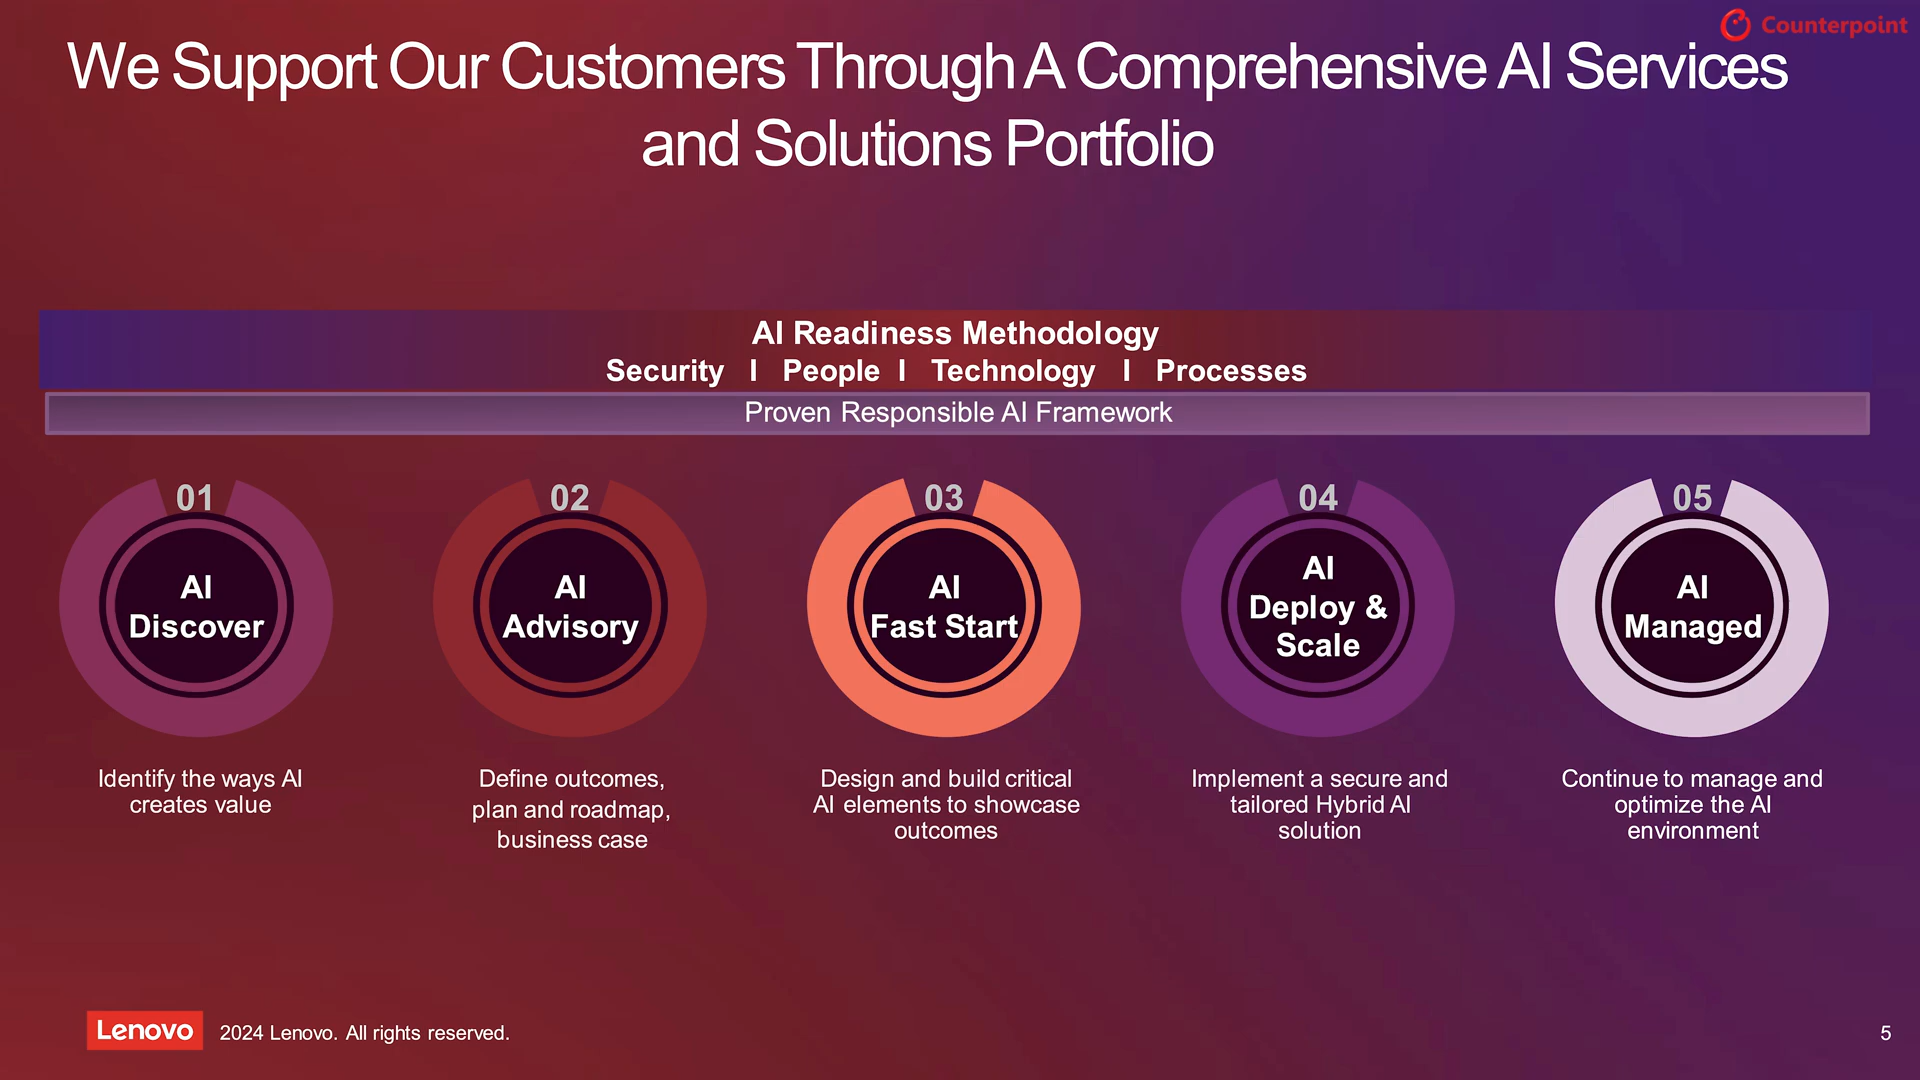 Counterpoint
We Support Our Customers Through A Comprehensive AI Services
and Solutions Portfolio
AI Readiness Methodology
Security I People I Technology I Processes
Proven Responsible AI Framework
01
AI
Discover
Identify the ways AI
creates value
02
AI
Advisory
Define outcomes,
plan and roadmap,
business case
03
AI
Fast Start
Design and build critical
AI elements to showcase
outcomes
04
AI
Deploy &
Scale
Implement a secure and
tailored Hybrid AI
solution
05
AI
Managed
Continue to manage and
optimize the AI
environment
Lenovo 2024 Lenovo. All rights reserved.
5